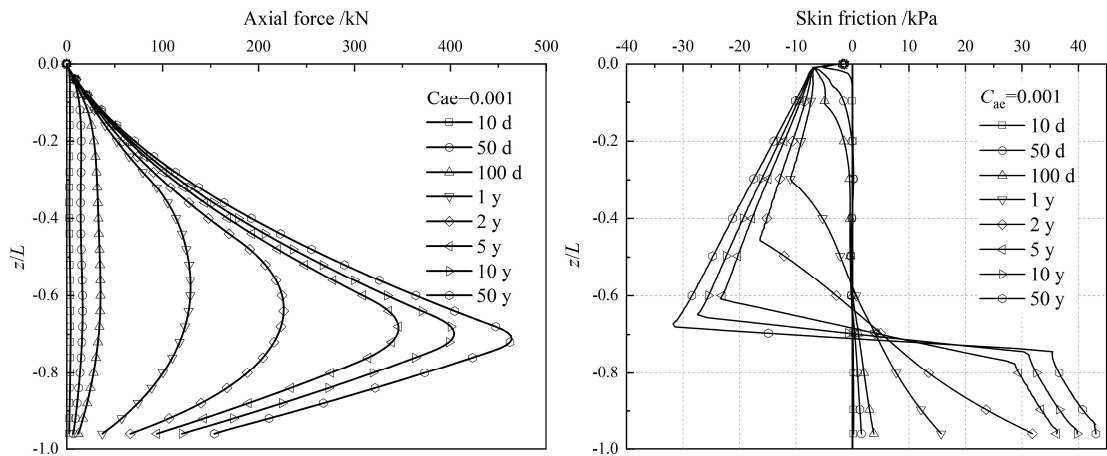 Axial force /kN
0 100 200 300 400 500
0.0
-0.2
-0.4
-0.6
-0.8
-1.0
z/L
Cae−0.001
10 d
50 d
100 d
1 y
2 y
5 y
10 y
50 y
Skin friction /kPa
-40 -30 -20 -10 0 10 20 30 40
0.0
-0.2
-0.4
-0.6
-0.8
-1.0
z/L
Cae=0.001
10 d
50 d
100 d
1 y
2 y
5 y
10 y
50 y